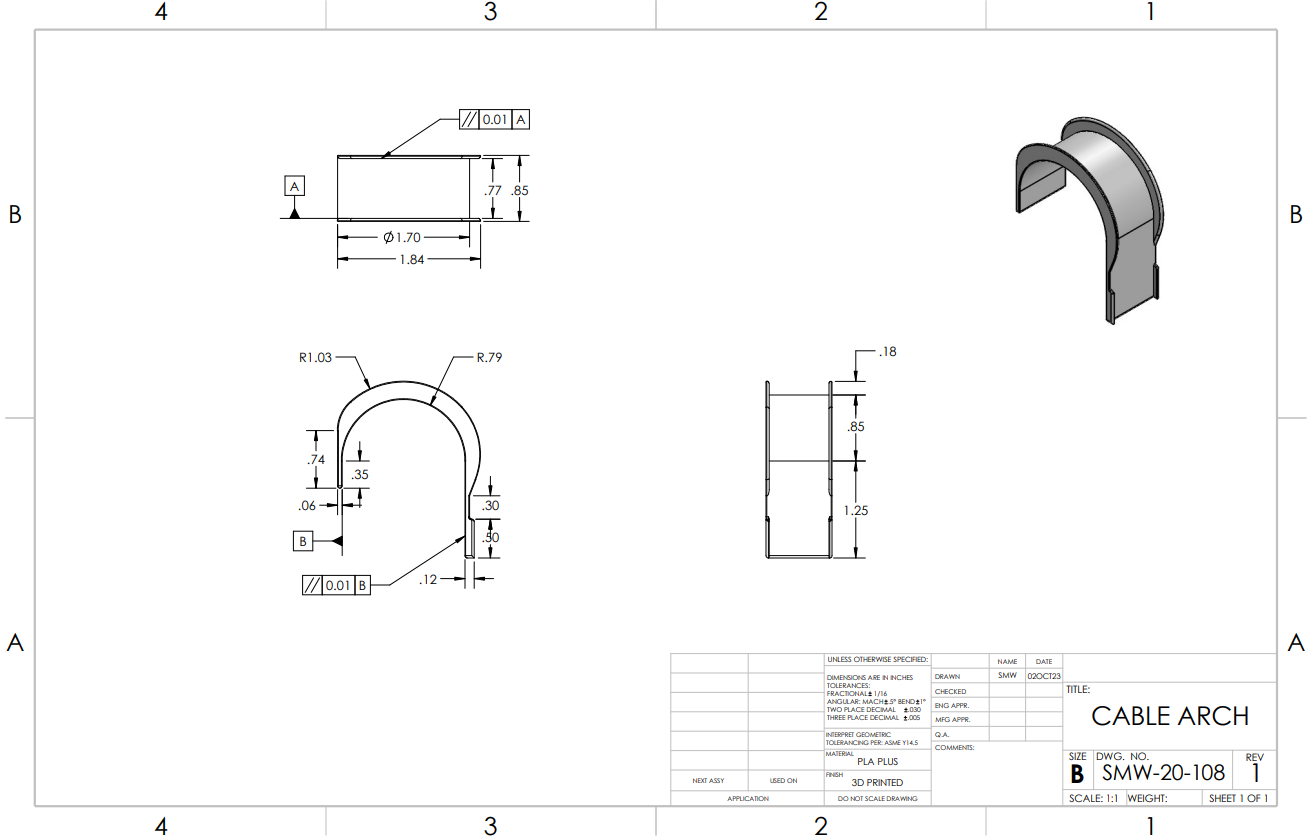 4 3 2 1
// 0.01 A
A
.77 .85
⌀1.70
1.84
B B
R1.03 R.79
.18
.74
.35
.85
.06
.30
.50
1.25
B
// 0.01 B
.12
A A
UNLESS OTHERWISE SPECIFIED:
DIMENSIONS ARE IN INCHES
TOLERANCES:
FRACTIONAL± 1/16
ANGULAR: MACH±.5° BEND±1°
TWO PLACE DECIMAL ±.030
THREE PLACE DECIMAL ±.005
INTERPRET GEOMETRIC
TOLERANCING PER: ASME Y14.5
MATERIAL
PLA PLUS
FINISH
3D PRINTED
DO NOT SCALE DRAWING
NEXT ASSY USED ON
APPLICATION
NAME DATE
DRAWN SMW 02OCT23
CHECKED
ENG APPR.
MFG APPR.
Q.A.
COMMENTS:
TITLE:
CABLE ARCH
SIZE DWG. NO. REV
B SMW-20-108 1
SCALE: 1:1 WEIGHT: SHEET 1 OF 1
4 3 2 1